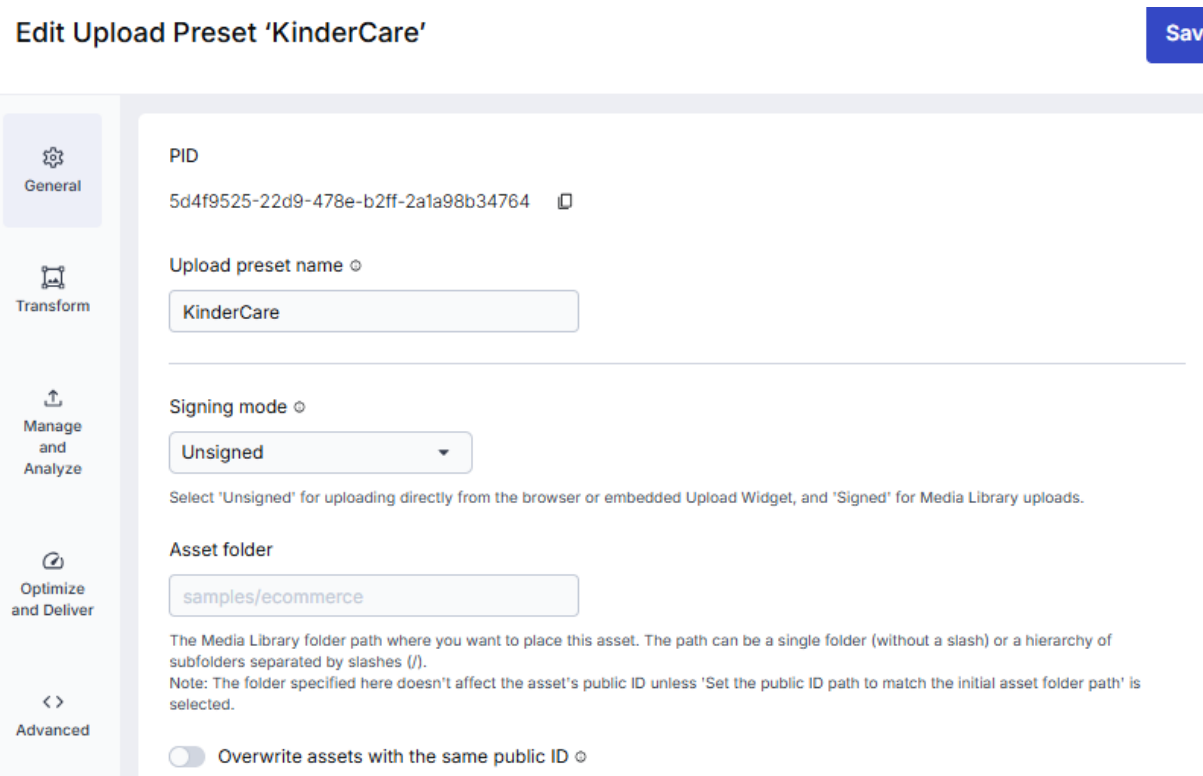 Edit Upload Preset ‘KinderCare’
General
Transform
Manage
and
Analyze
Optimize
and Deliver
Advanced
PID
5d4f9525-22d9-478e-b2ff-2a1a98b34764
Upload preset name
KinderCare
Signing mode
Unsigned
Select 'Unsigned' for uploading directly from the browser or embedded Upload Widget, and 'Signed' for Media Library uploads.
Asset folder
samples/ecommerce
The Media Library folder path where you want to place this asset. The path can be a single folder (without a slash) or a hierarchy of
subfolders separated by slashes (/).
Note: The folder specified here doesn't affect the asset's public ID unless 'Set the public ID path to match the initial asset folder path' is
selected.
Overwrite assets with the same public ID